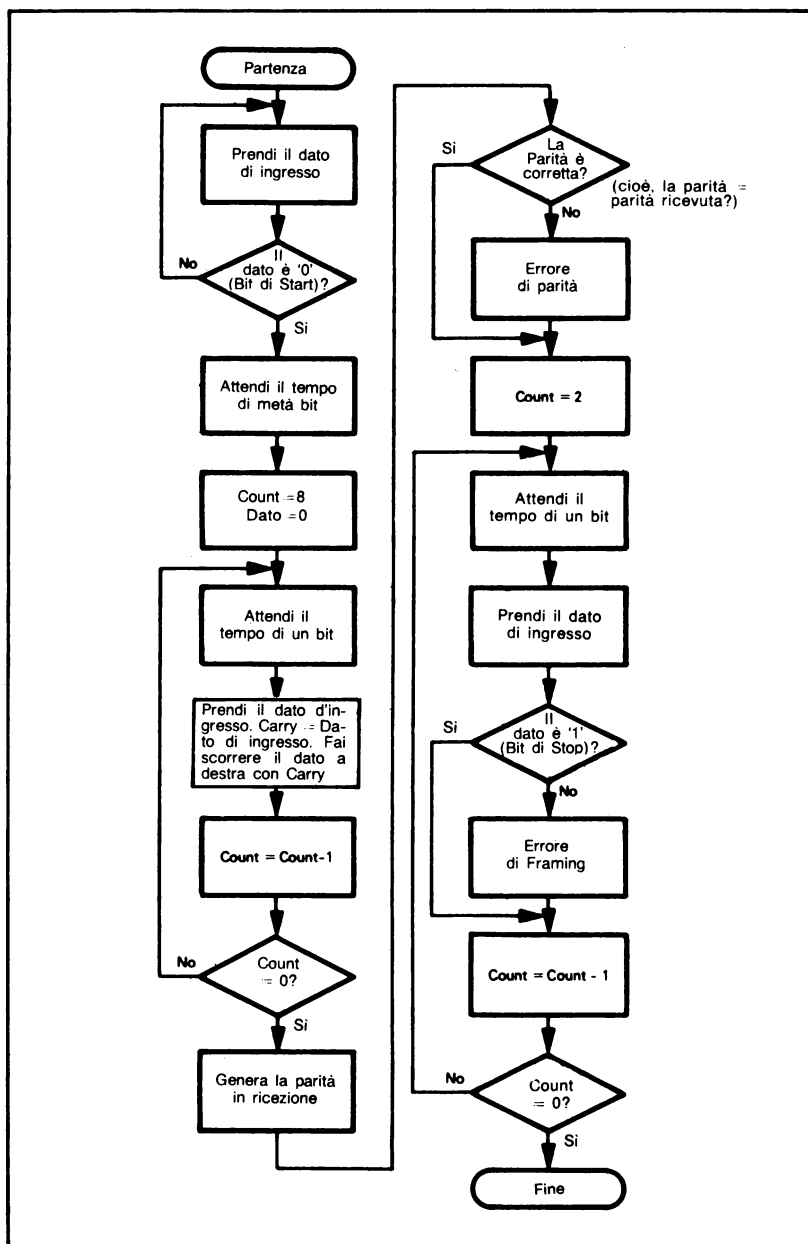 Partenza
Prendi il dato
di ingresso
No
Il
dato è '0'
(Bit di Start)?
Si
Attendi il tempo
di metà bit
Count = 8
Dato = 0
Attendi il
tempo di un bit
Prendi il dato d'in-
gresso. Carry = Da-
to di ingresso. Fai
scorrere il dato a
destra con Carry
Count = Count-1
No
Count
= 0?
Si
Genera la parità
in ricezione
Si
La
Parità è
corretta?
(cioè, la parità =
parità ricevuta?)
No
Errore
di parità
Count = 2
Attendi il
tempo di un bit
Prendi il dato
di ingresso
Si
Il
dato è '1'
(Bit di Stop)?
No
Errore
di Framing
Count = Count - 1
No
Count
= 0?
Si
Fine